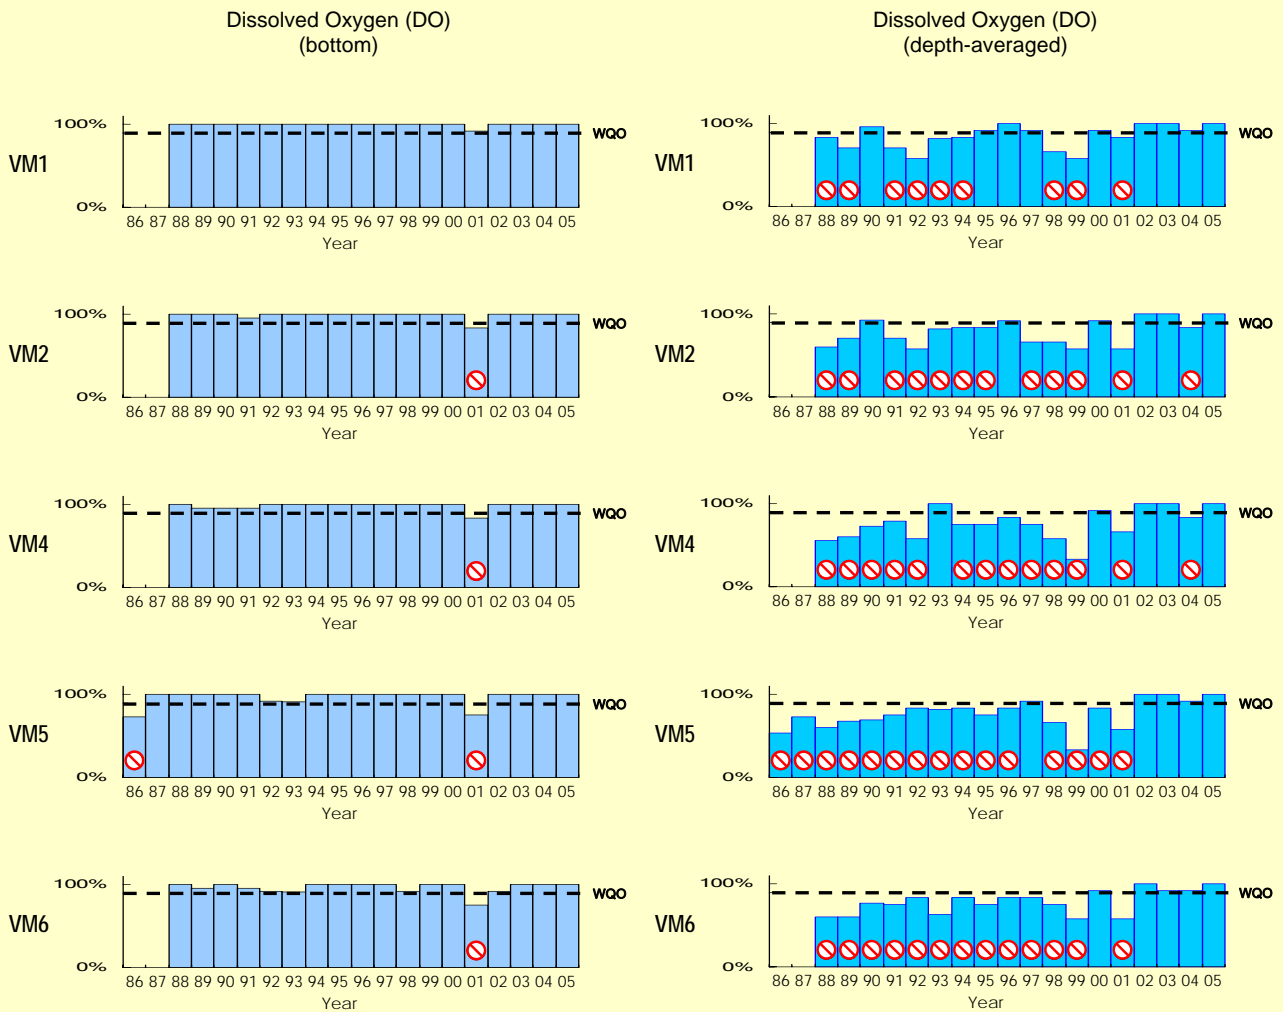 Dissolved Oxygen (DO)
(bottom)
Dissolved Oxygen (DO)
(depth-averaged)
VM1
100%
0%
WQO
86 87 88 89 90 91 92 93 94 95 96 97 98 99 00 01 02 03 04 05
Year
VM1
100%
0%
WQO
86 87 88 89 90 91 92 93 94 95 96 97 98 99 00 01 02 03 04 05
Year
VM2
100%
0%
WQO
86 87 88 89 90 91 92 93 94 95 96 97 98 99 00 01 02 03 04 05
Year
VM2
100%
0%
WQO
86 87 88 89 90 91 92 93 94 95 96 97 98 99 00 01 02 03 04 05
Year
VM4
100%
0%
WQO
86 87 88 89 90 91 92 93 94 95 96 97 98 99 00 01 02 03 04 05
Year
VM4
100%
0%
WQO
86 87 88 89 90 91 92 93 94 95 96 97 98 99 00 01 02 03 04 05
Year
VM5
100%
0%
WQO
86 87 88 89 90 91 92 93 94 95 96 97 98 99 00 01 02 03 04 05
Year
VM5
100%
0%
WQO
86 87 88 89 90 91 92 93 94 95 96 97 98 99 00 01 02 03 04 05
Year
VM6
100%
0%
WQO
86 87 88 89 90 91 92 93 94 95 96 97 98 99 00 01 02 03 04 05
Year
VM6
100%
0%
WQO
86 87 88 89 90 91 92 93 94 95 96 97 98 99 00 01 02 03 04 05
Year